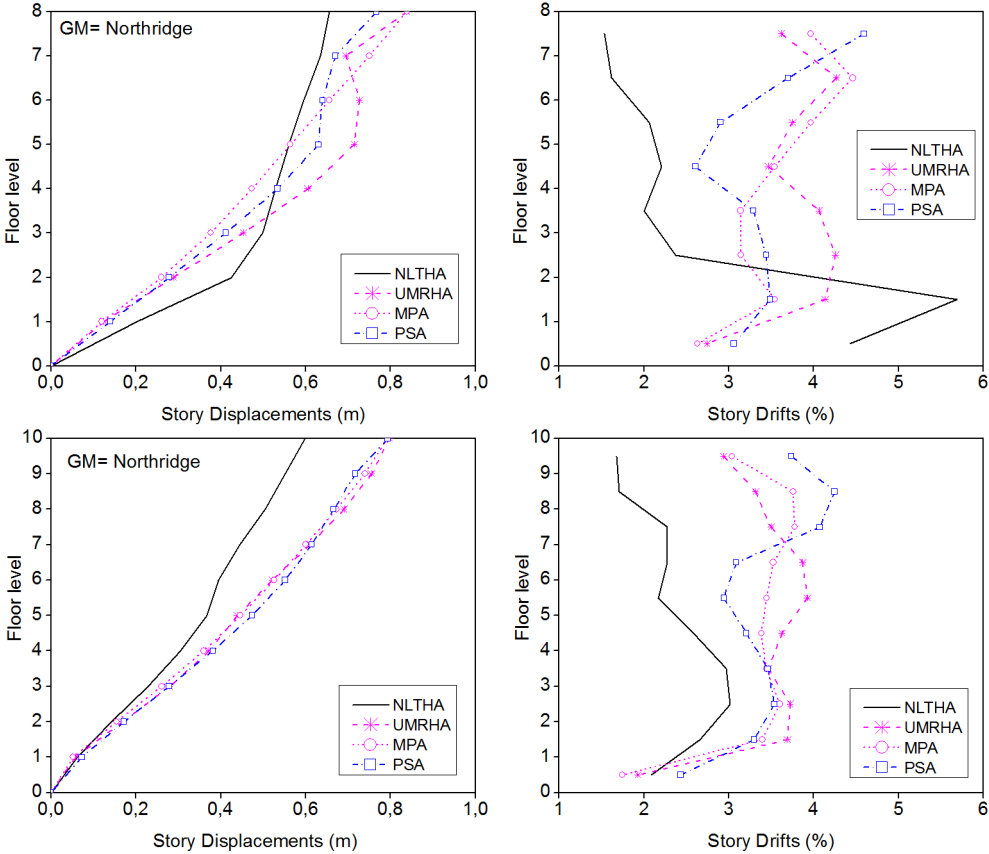 8
7
6
5
4
3
2
1
0
Floor level
GM= Northridge
NLTHA
UMRHA
MPA
PSA
0,0 0,2 0,4 0,6 0,8 1,0
Story Displacements (m)
8
7
6
5
4
3
2
1
0
Floor level
NLTHA
UMRHA
MPA
PSA
1 2 3 4 5 6
Story Drifts (%)
10
9
8
7
6
5
4
3
2
1
0
Floor level
GM= Northridge
NLTHA
UMRHA
MPA
PSA
0,0 0,2 0,4 0,6 0,8 1,0
Story Displacements (m)
10
9
8
7
6
5
4
3
2
1
0
Floor level
NLTHA
UMRHA
MPA
PSA
1 2 3 4 5 6
Story Drifts (%)